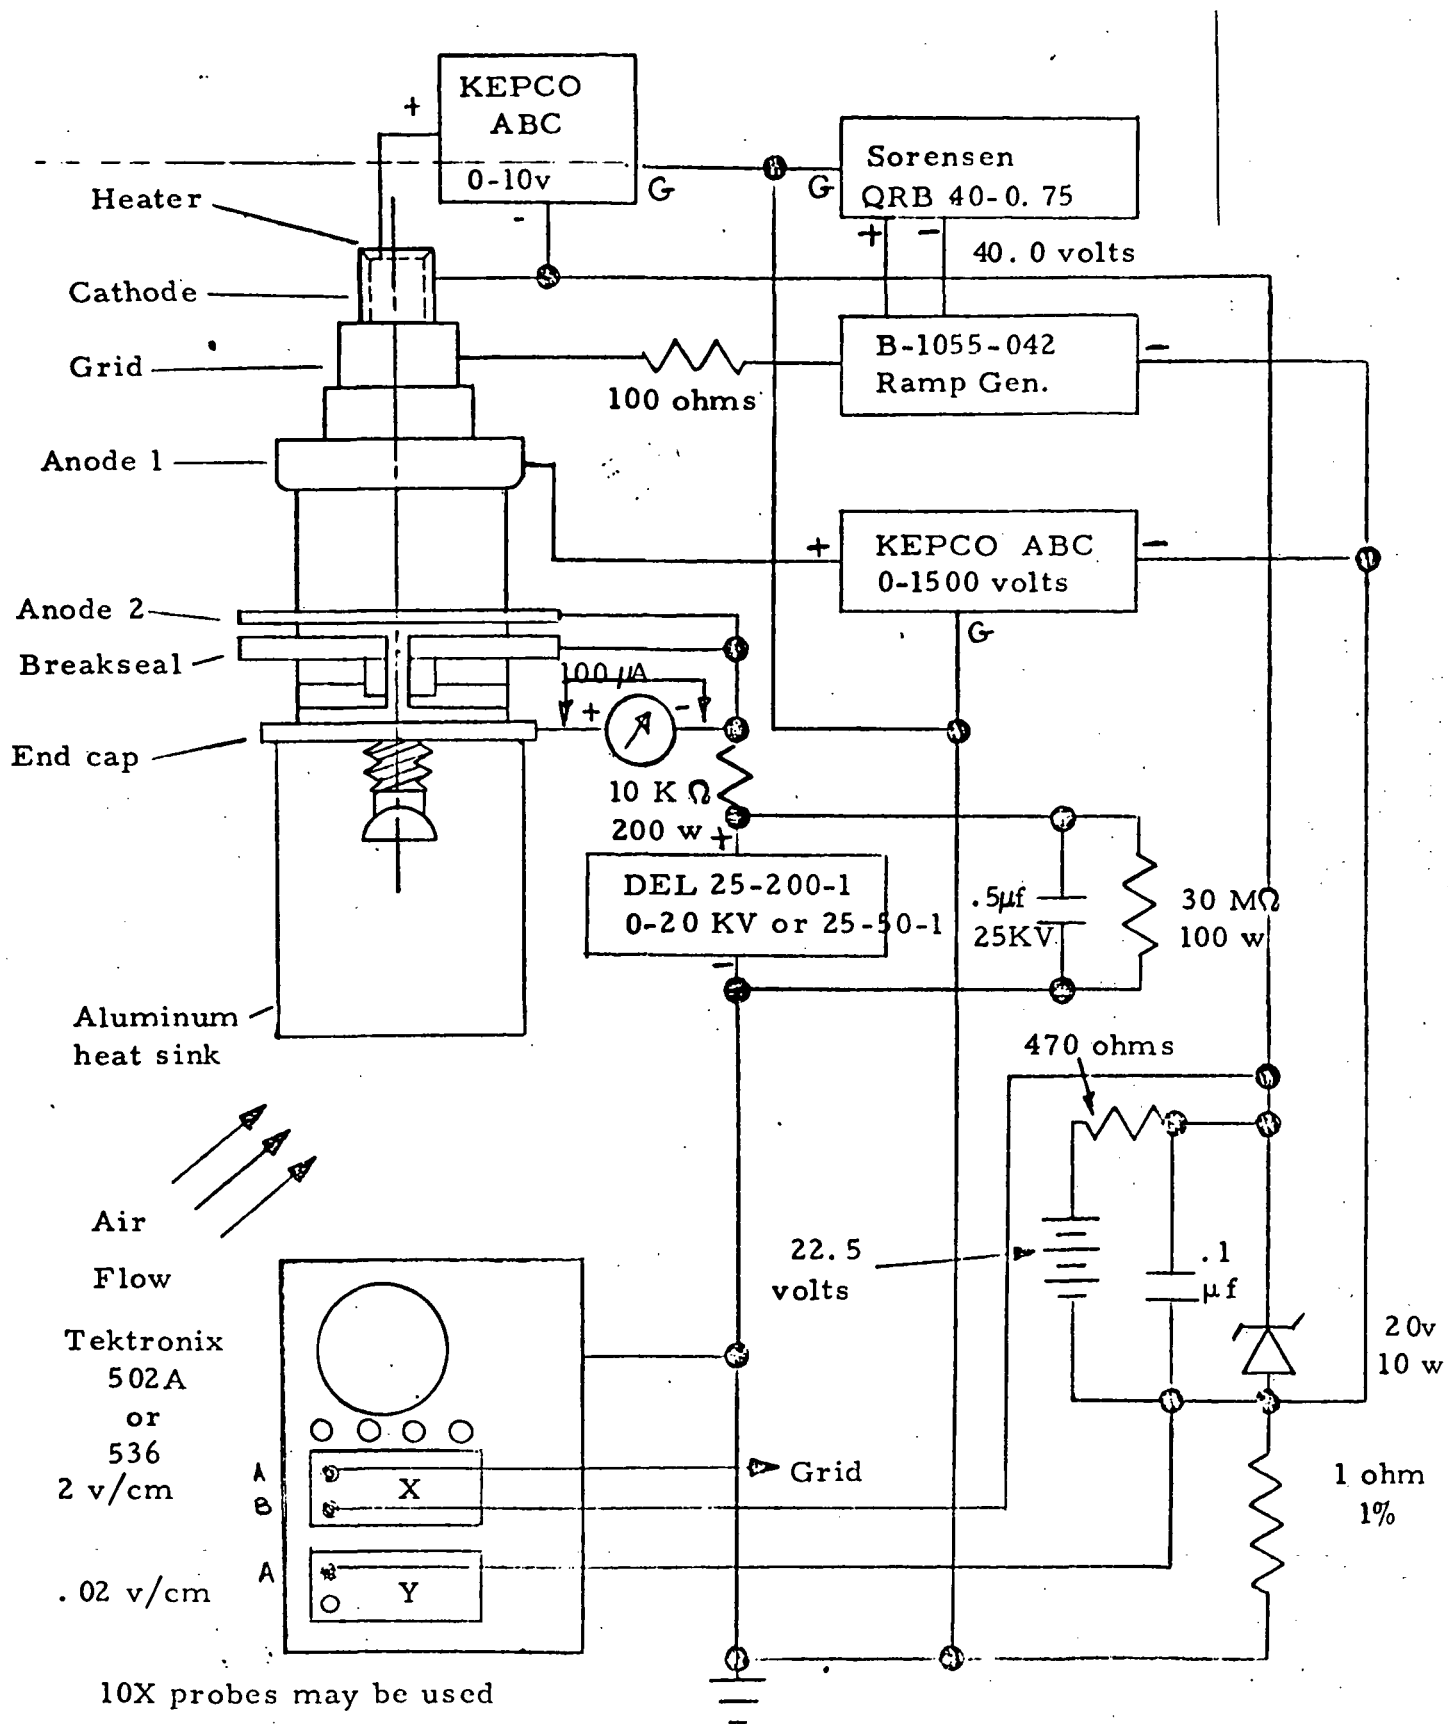 KEPCO
ABC
0-10v
+
-
G
Sorensen
QRB 40-0.75
G
+
-
40.0 volts
Heater
Cathode
Grid
100 ohms
B-1055-042
Ramp Gen.
-
Anode 1
+
KEPCO ABC
0-1500 volts
-
G
Anode 2
Breakseal
100 μA
+
-
End cap
10 K Ω
200 w
+
DEL 25-200-1
0-20 KV or 25-50-1
-
.5μf
25KV
30 MΩ
100 w
Aluminum
heat sink
470 ohms
Air
Flow
22.5
volts
.1
μf
20v
10 w
Tektronix
502A
or
536
2 v/cm
A
B
X
Grid
1 ohm
1%
.02 v/cm
A
Y
10X probes may be used